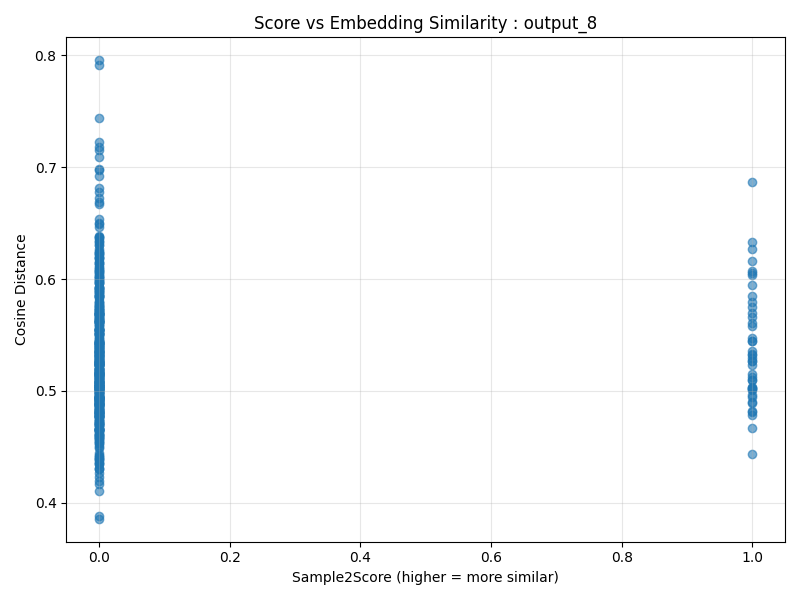 Score vs Embedding Similarity : output_8
Cosine Distance
0.8
0.7
0.6
0.5
0.4
0.0 0.2 0.4 0.6 0.8 1.0
Sample2Score (higher = more similar)